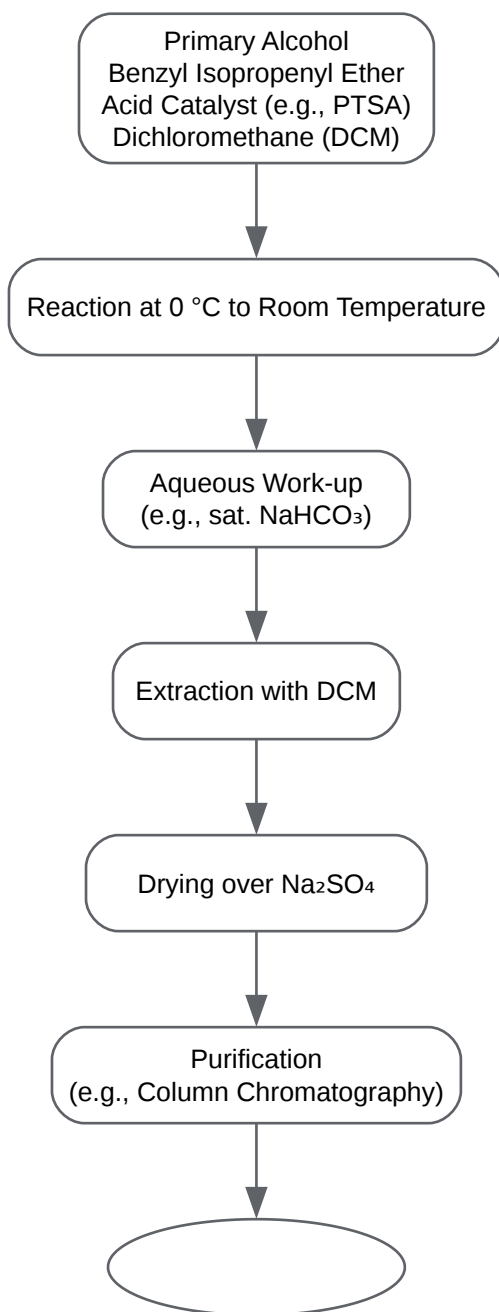 Primary Alcohol
Benzyl Isopropenyl Ether
Acid Catalyst (e.g., PTSA)
Dichloromethane (DCM)
Reaction at 0 °C to Room Temperature
Aqueous Work-up
(e.g., sat. NaHCO₃)
Extraction with DCM
Drying over Na₂SO₄
Purification
(e.g., Column Chromatography)